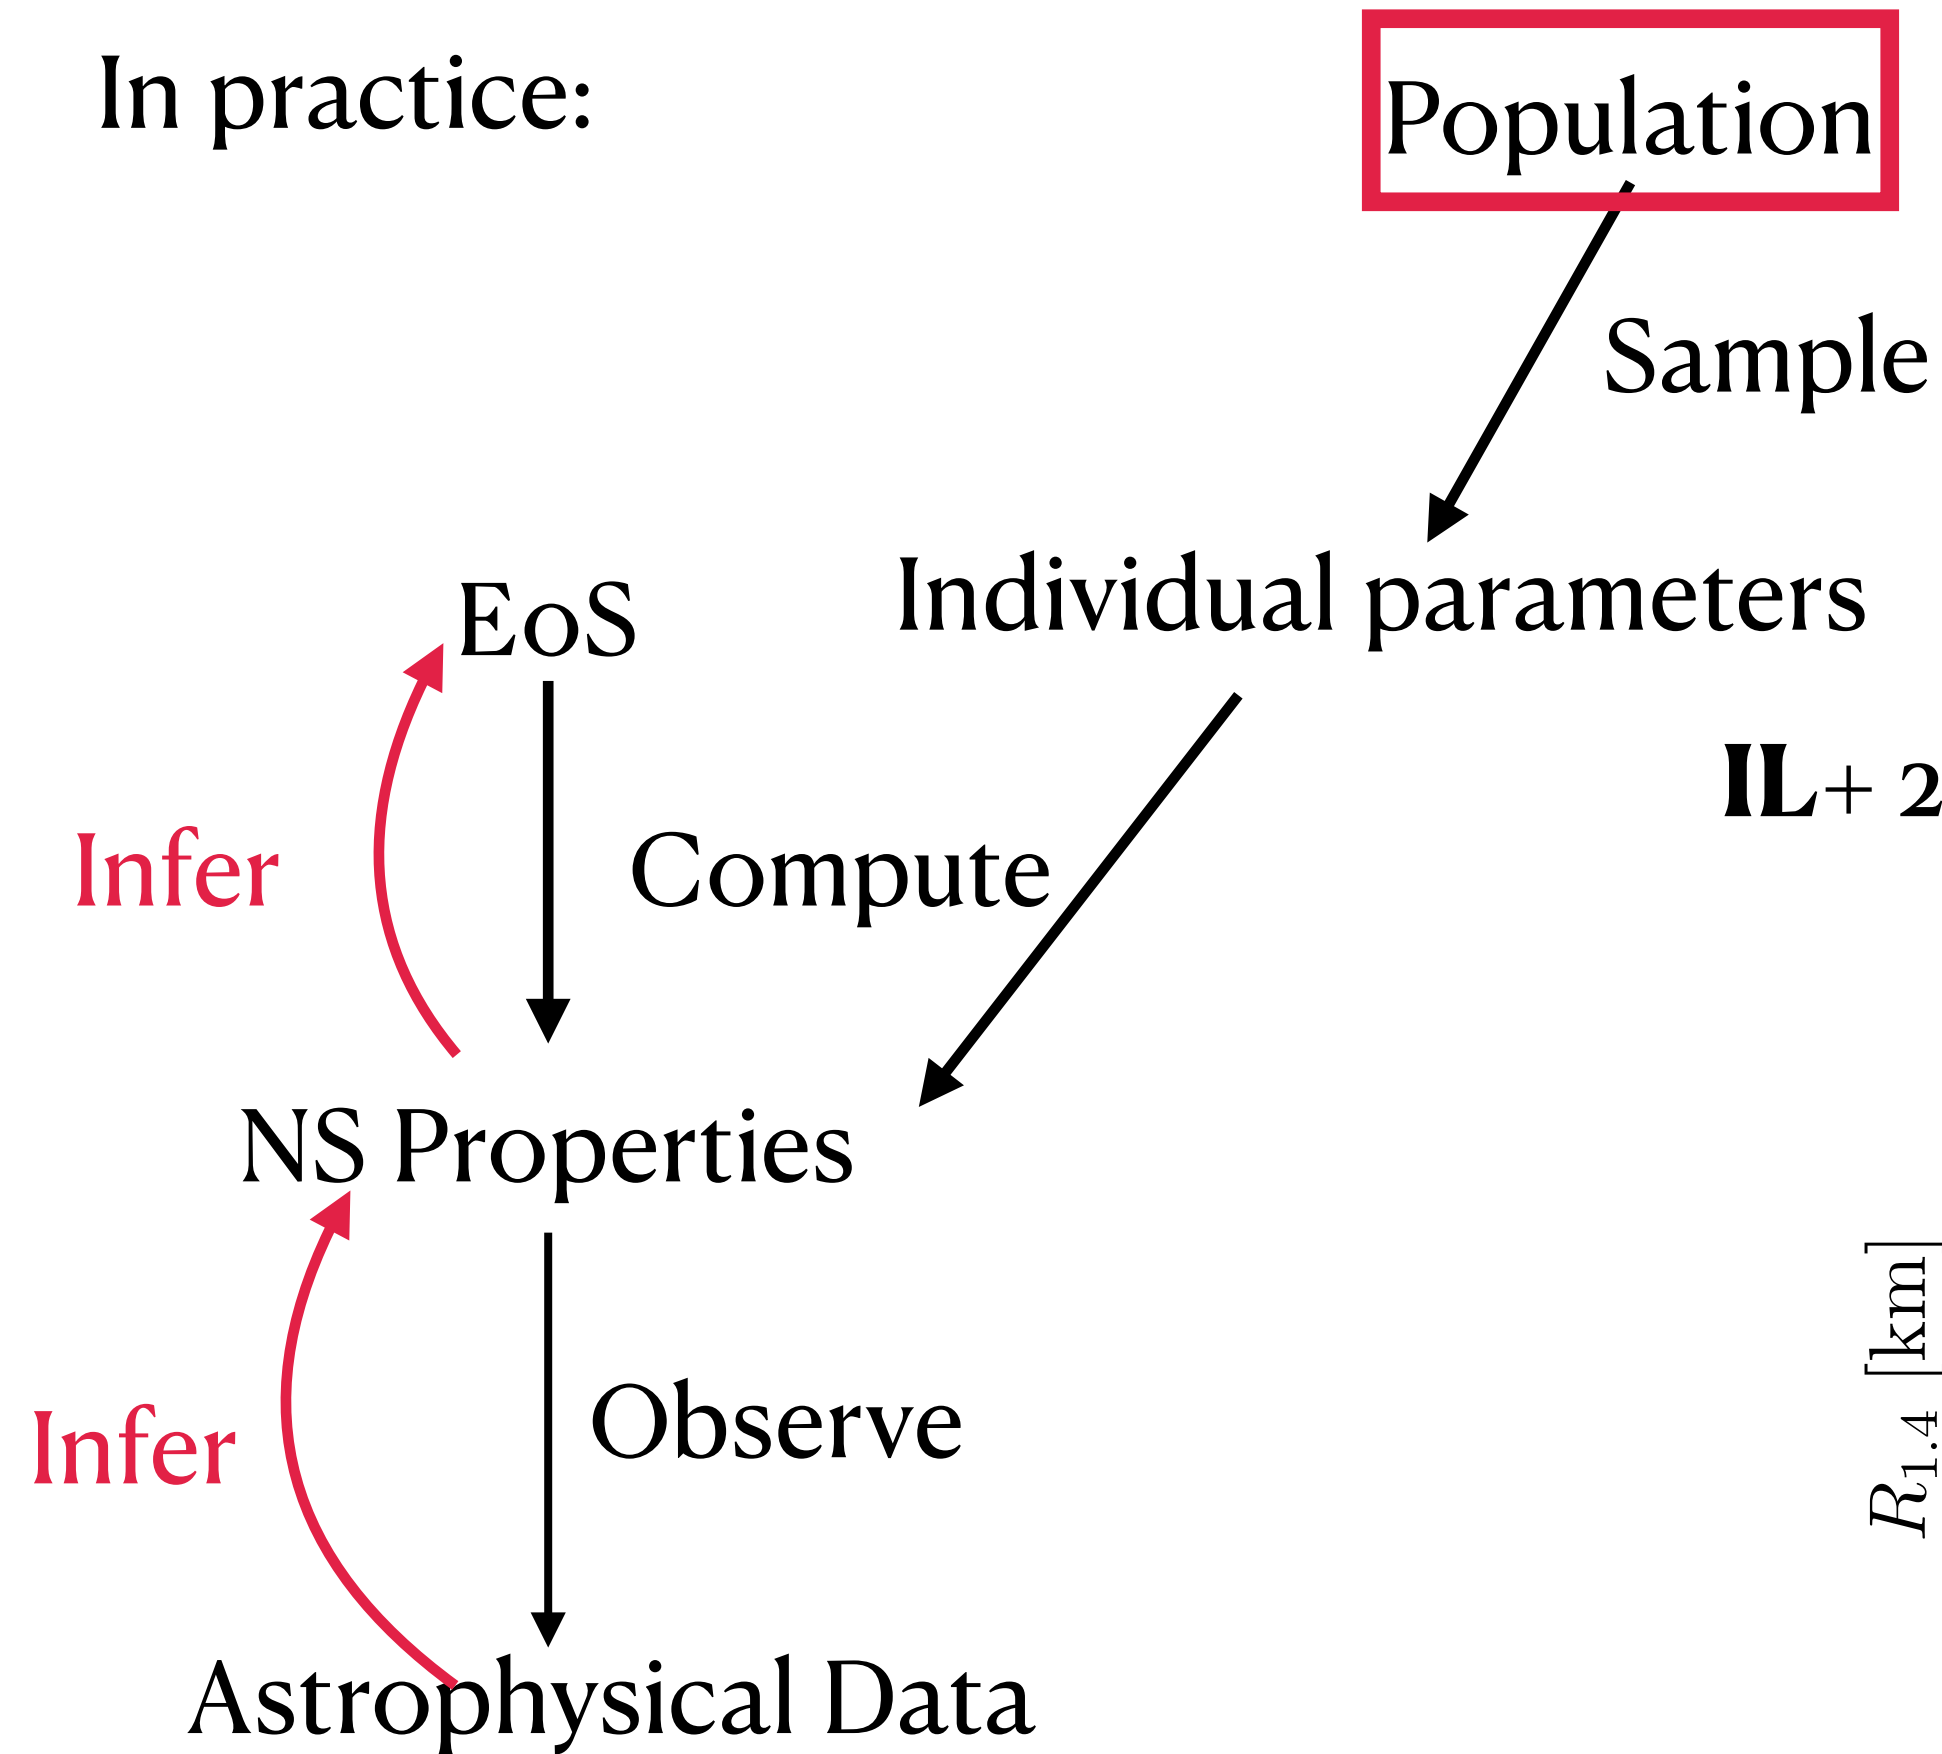 In practice:
Population
Sample
EoS
Individual parameters
IL+ 2
Infer
Compute
NS Properties
R1.4 [km]
Infer
Observe
Astrophysical Data